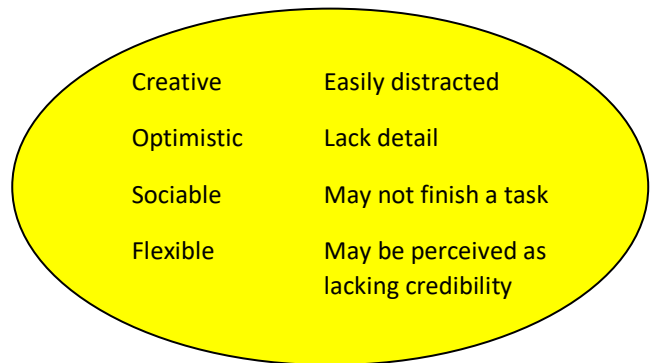 Creative Easily distracted
Optimistic Lack detail
Sociable May not finish a task
Flexible May be perceived as
lacking credibility